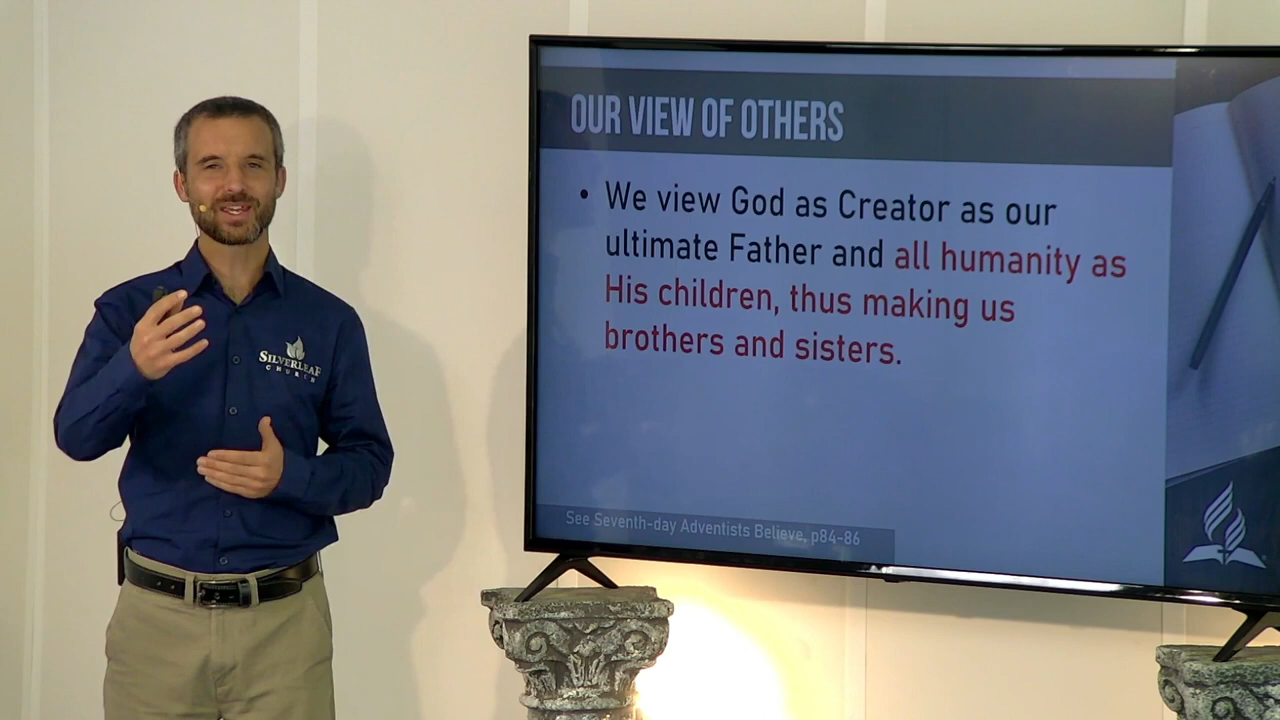 OUR VIEW OF OTHERS
• We view God as Creator as our
ultimate Father and all humanity as
His children, thus making us
brothers and sisters.
See Seventh-day Adventists Believe, p84-86
SILVERLEAF
CHURCH